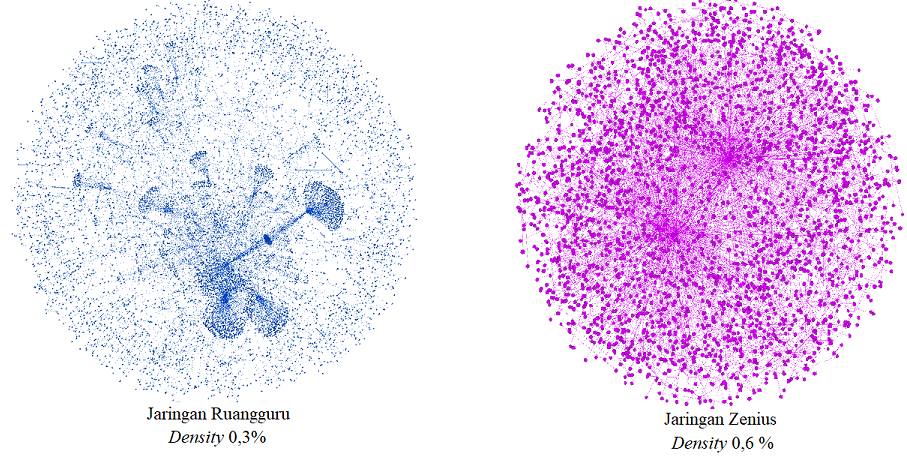 Jaringan Ruangguru
Density 0,3%
Jaringan Zenius
Density 0,6 %